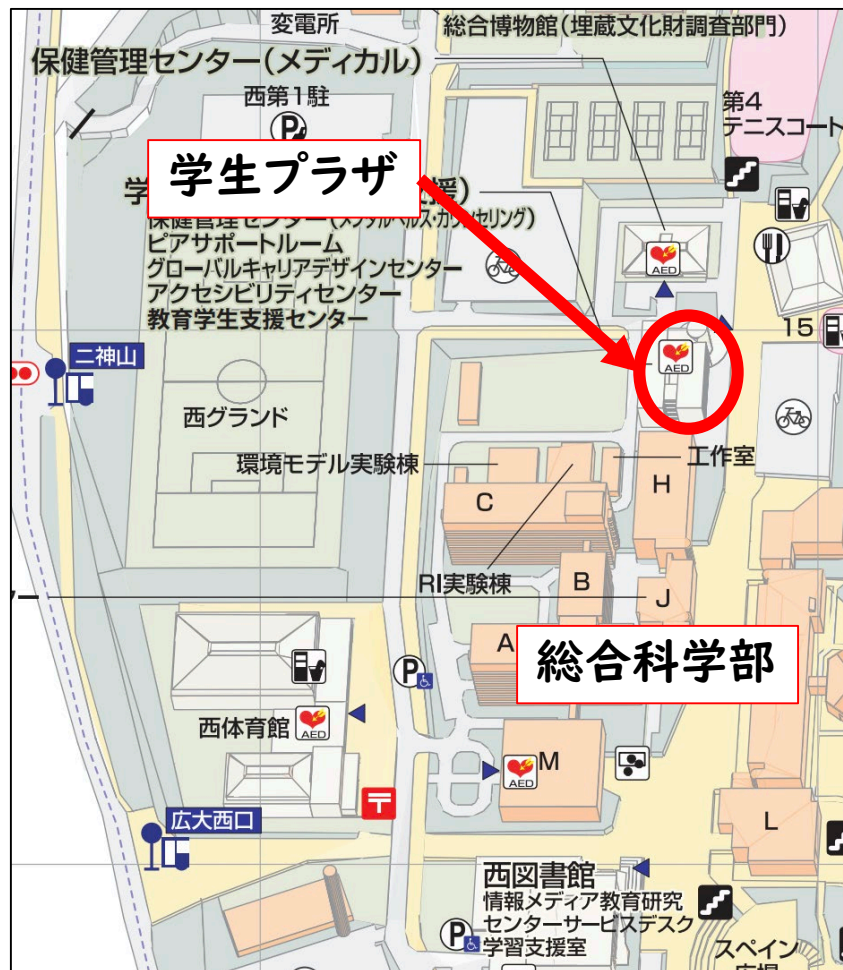 変電所
総合博物館(埋蔵文化財調査部門)
保健管理センター(メディカル)
西第1駐
P
第4
テニスコート
学生プラザ
学
援)
保健管理センター(メンタルヘルス・カウンセリング)
ピアサポートルーム
グローバルキャリアデザインセンター
アクセシビリティセンター
教育学生支援センター
AED
15
AED
二神山
西グランド
環境モデル実験棟
工作室
C
H
RI実験棟
B
J
A
総合科学部
P
西体育館
AED
AED
M
広大西口
L
西図書館
情報メディア教育研究
センターサービスデスク
学習支援室
P
スペイン